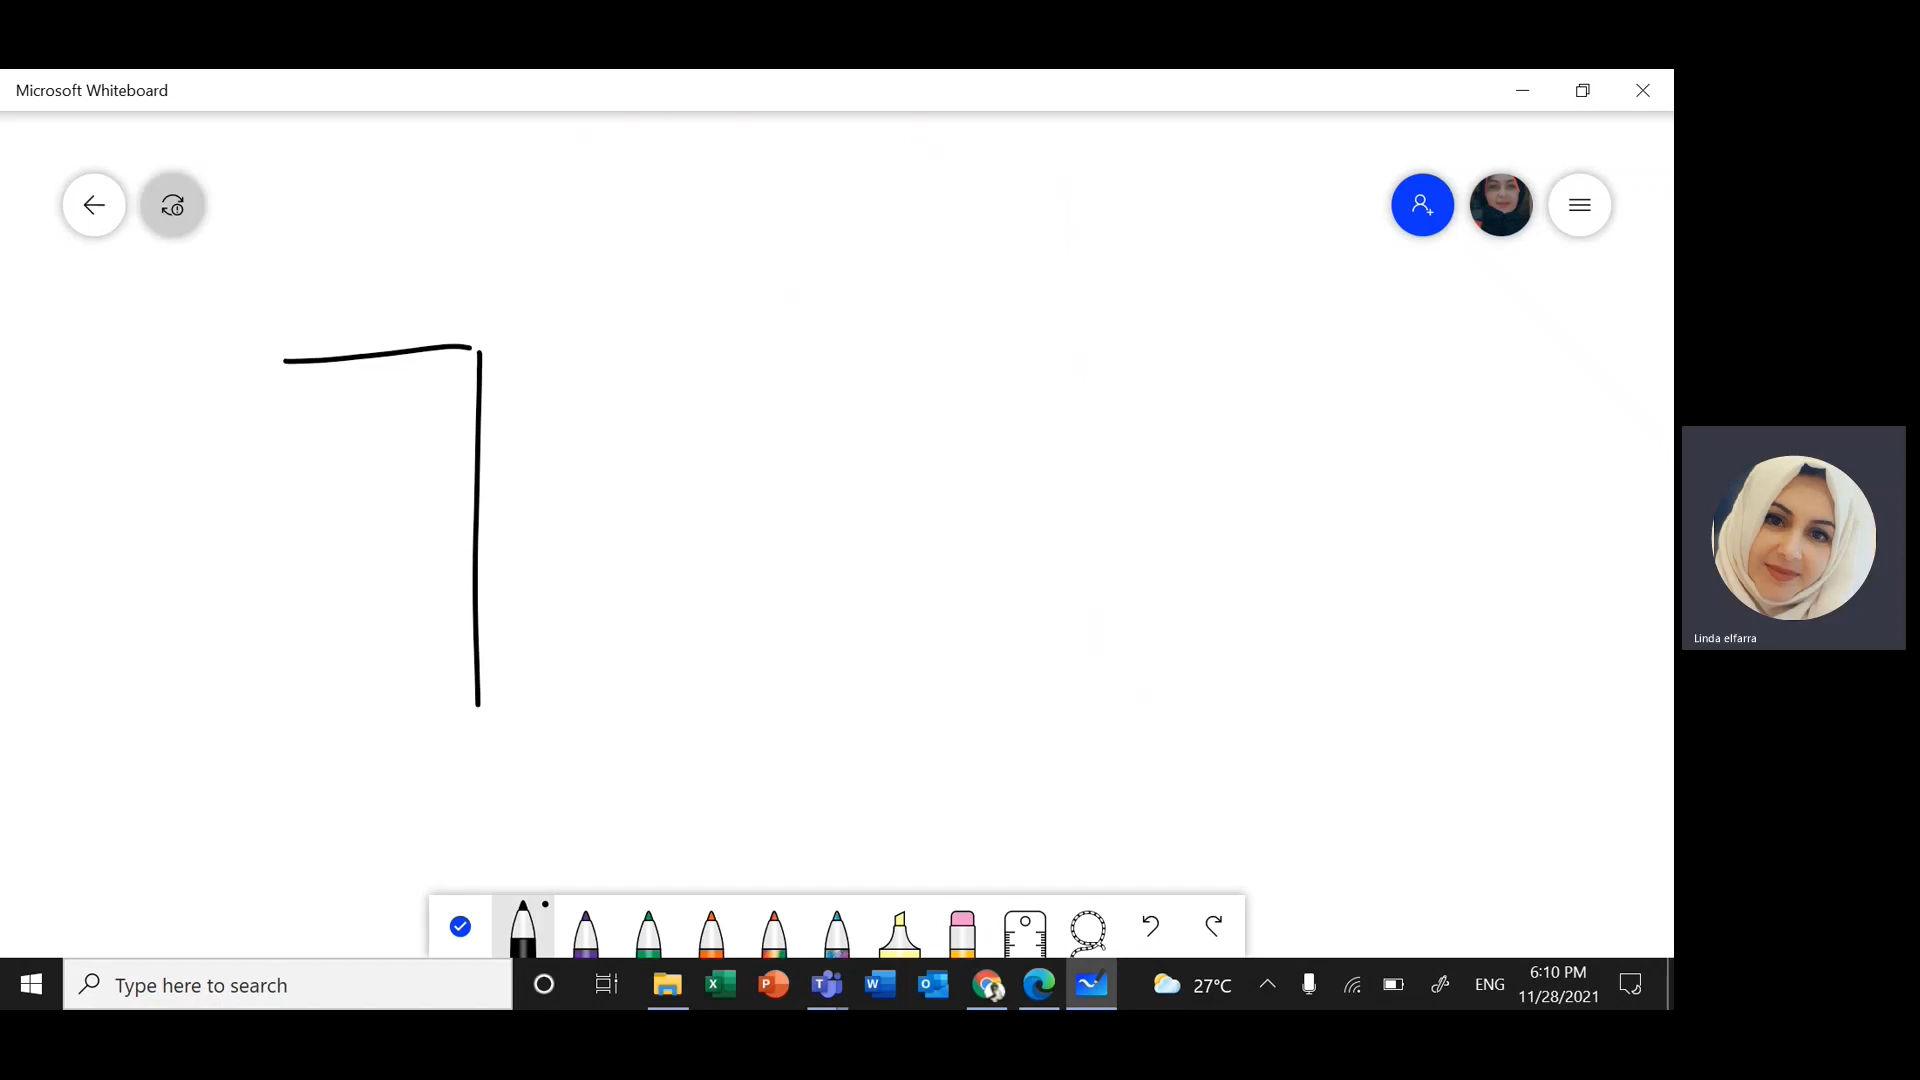 Microsoft Whiteboard
Linda elfarra
Type here to search
27°C
ENG
6:10 PM
11/28/2021